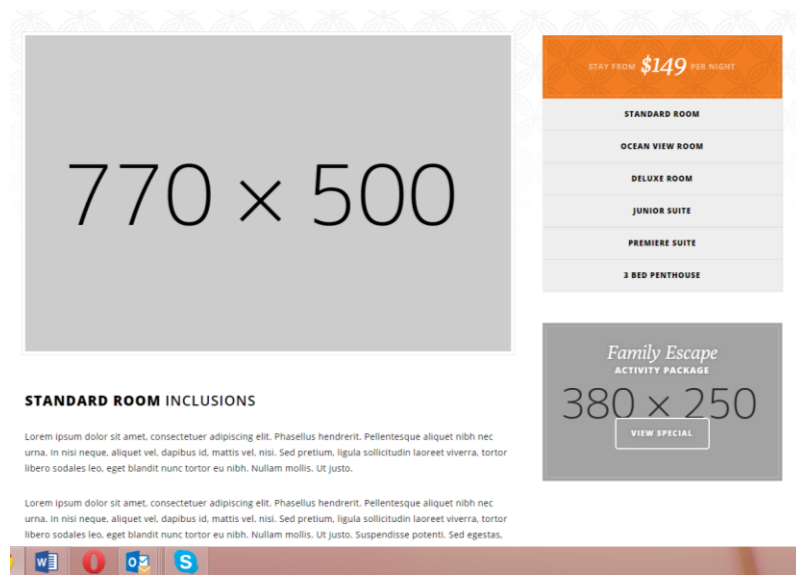 770 × 500
STANDARD ROOM INCLUSIONS
Lorem ipsum dolor sit amet, consectetuer adipiscing elit. Phasellus hendrerit. Pellentesque aliquet nibh nec
urna. In nisi neque, aliquet vel, dapibus id, mattis vel, nisi. Sed pretium, ligula sollicitudin laoreet viverra, tortor
libero sodales leo, eget blandit nunc tortor eu nibh. Nullam mollis. Ut justo.
Lorem ipsum dolor sit amet, consectetuer adipiscing elit. Phasellus hendrerit. Pellentesque aliquet nibh nec
urna. In nisi neque, aliquet vel, dapibus id, mattis vel, nisi. Sed pretium, ligula sollicitudin laoreet viverra, tortor
libero sodales leo, eget blandit nunc tortor eu nibh. Nullam mollis. Ut justo. Suspendisse potenti. Sed egestas,
STAY FROM $149 PER NIGHT
STANDARD ROOM
OCEAN VIEW ROOM
DELUXE ROOM
JUNIOR SUITE
PREMIERE SUITE
3 BED PENTHOUSE
Family Escape
ACTIVITY PACKAGE
380 × 250
VIEW SPECIAL